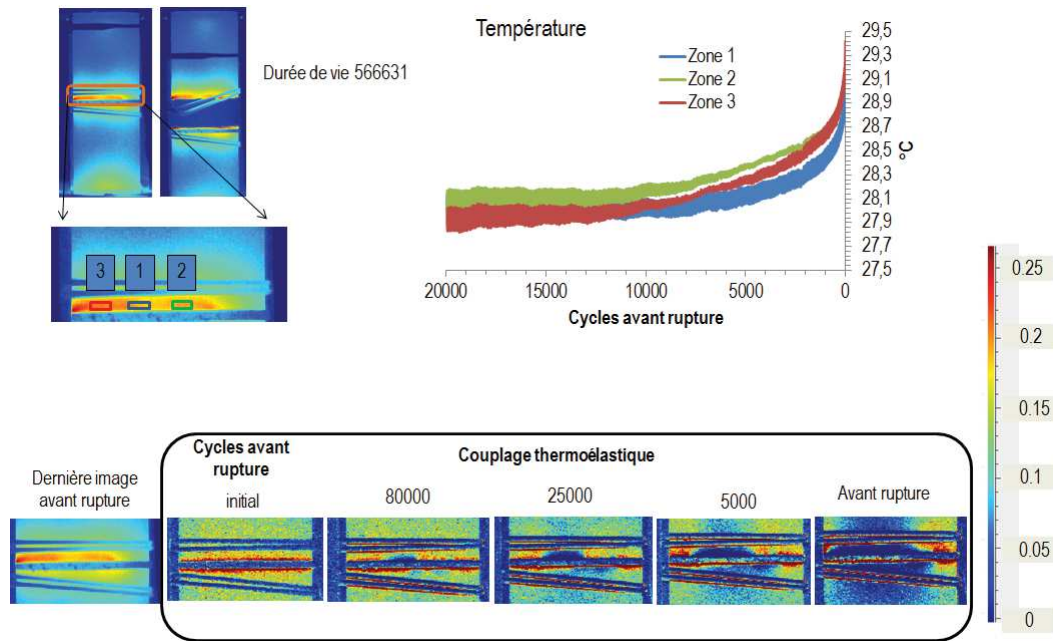 Température
Zone 1
Zone 2
Zone 3
Durée de vie 566631
29,5
29,3
29,1
28,9
28,7
28,5
28,3
28,1
27,9
27,7
27,5
°C
20000 15000 10000 5000 0
Cycles avant rupture
3 1 2
0.25
0.2
0.15
0.1
0.05
0
Dernière image
avant rupture
Cycles avant
rupture
Couplage thermoélastique
initial 80000 25000 5000 Avant rupture